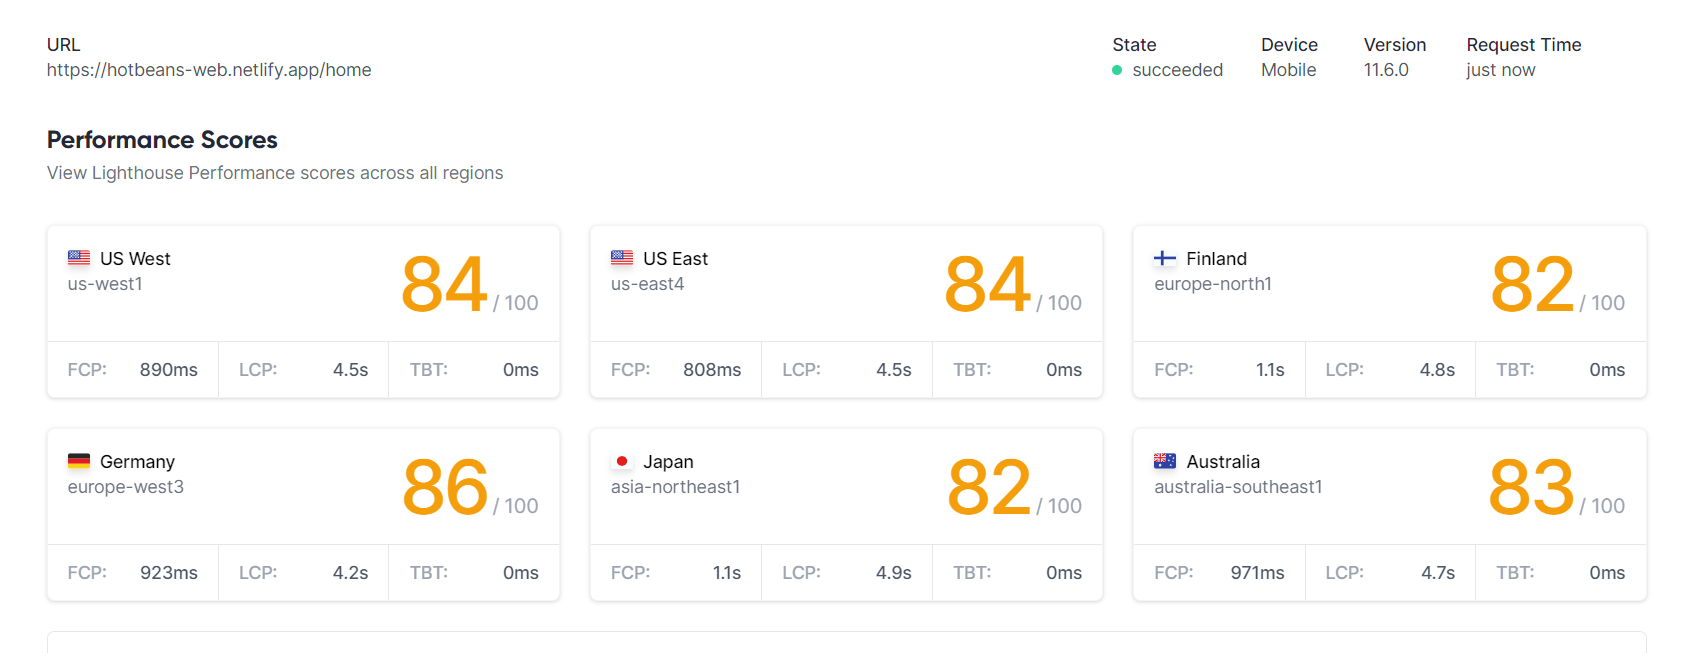 URL
https://hotbeans-web.netlify.app/home
State
succeeded
Device
Mobile
Version
11.6.0
Request Time
just now
Performance Scores
View Lighthouse Performance scores across all regions
US West
us-west1
84 / 100
FCP: 890ms LCP: 4.5s TBT: 0ms
US East
us-east4
84 / 100
FCP: 808ms LCP: 4.5s TBT: 0ms
Finland
europe-north1
82 / 100
FCP: 1.1s LCP: 4.8s TBT: 0ms
Germany
europe-west3
86 / 100
FCP: 923ms LCP: 4.2s TBT: 0ms
Japan
asia-northeast1
82 / 100
FCP: 1.1s LCP: 4.9s TBT: 0ms
Australia
australia-southeast1
83 / 100
FCP: 971ms LCP: 4.7s TBT: 0ms